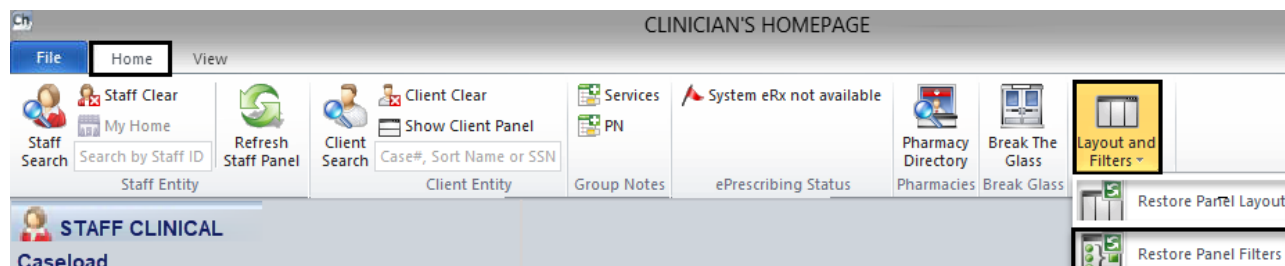 Ch
CLINICIAN'S HOMEPAGE
File Home View
Staff Search
Staff Clear
My Home
Search by Staff ID
Refresh Staff Panel
Staff Entity
Client Search
Client Clear
Show Client Panel
Case#, Sort Name or SSN
Client Entity
Services
PN
Group Notes
System eRx not available
ePrescribing Status
Pharmacy Directory
Pharmacies
Break The Glass
Break Glass
Layout and Filters
Restore Panel Layout
Restore Panel Filters
STAFF CLINICAL
Caseload